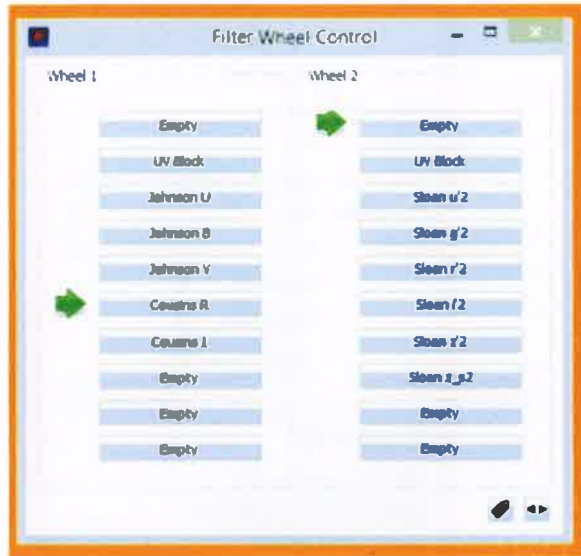 Filter Wheel Control
Wheel 1
Empty
UV Block
Johnson U
Johnson B
Johnson V
Cousins R
Cousins I
Empty
Empty
Empty
Wheel 2
Empty
UV Block
Sloan u'2
Sloan g'2
Sloan r'2
Sloan i'2
Sloan z'2
Sloan z_s2
Empty
Empty